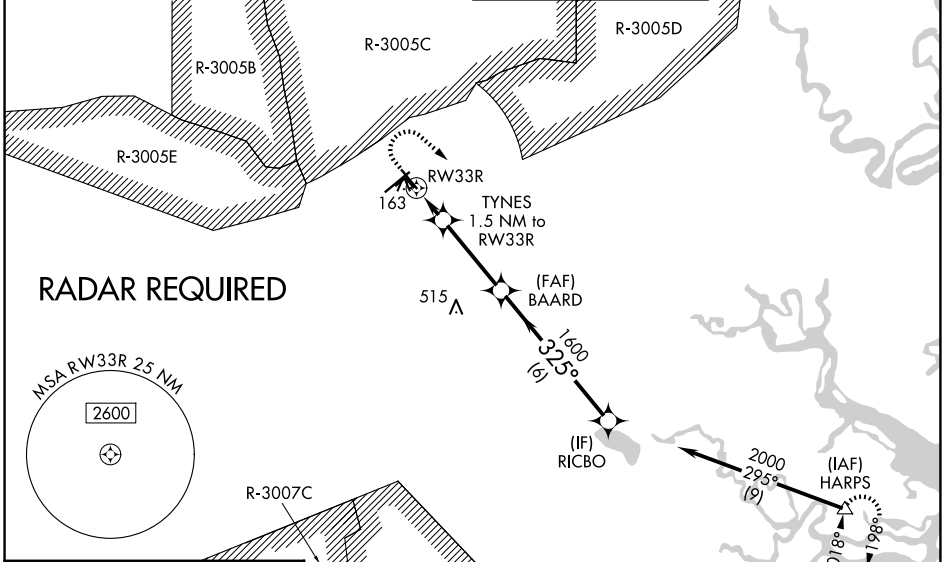 R-3005D
R-3005C
R-3005B
R-3005E
RW33R
163
TYNES
1.5 NM to
RW33R
RADAR REQUIRED
(FAF)
BAARD
515
1600
325°
(6)
MSA RW33R 25 NM
2600
(IF)
RICBO
2000
295°
(9)
(IAF)
HARPS
R-3007C
018°
198°